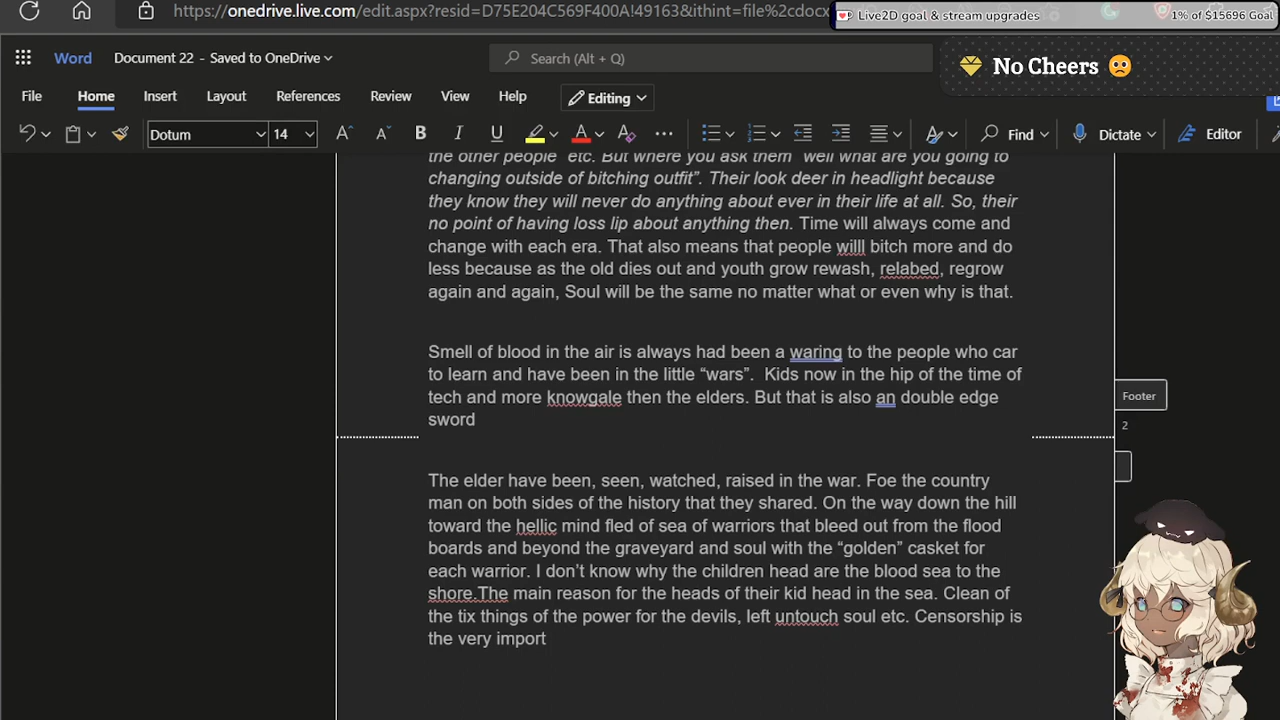 https://onedrive.live.com/edit.aspx?resid=D75E204C569F400A!49163&ithint=file%2cdocx
Live2D goal & stream upgrades 1% of $15696 Goal
No Cheers
Word Document 22 - Saved to OneDrive
Search (Alt + Q)
File Home Insert Layout References Review View Help Editing
Datum 14 B I U Find Dictate Editor
the other people” etc. But where you ask them “well what are you going to
changing outside of bitching outfit”. Their look deer in headlight because
they know they will never do anything about ever in their life at all. So, their
no point of having loss lip about anything then. Time will always come and
change with each era. That also means that people willl bitch more and do
less because as the old dies out and youth grow rewash, relabed, regrow
again and again, Soul will be the same no matter what or even why is that.
Smell of blood in the air is always had been a waring to the people who car
to learn and have been in the little “wars”.  Kids now in the hip of the time of
tech and more knowgale then the elders. But that is also an double edge
sword
Footer
2
The elder have been, seen, watched, raised in the war. Foe the country
man on both sides of the history that they shared. On the way down the hill
toward the hellic mind fled of sea of warriors that bleed out from the flood
boards and beyond the graveyard and soul with the “golden” casket for
each warrior. I don’t know why the children head are the blood sea to the
shore.The main reason for the heads of their kid head in the sea. Clean of
the tix things of the power for the devils, left untouch soul etc. Censorship is
the very import